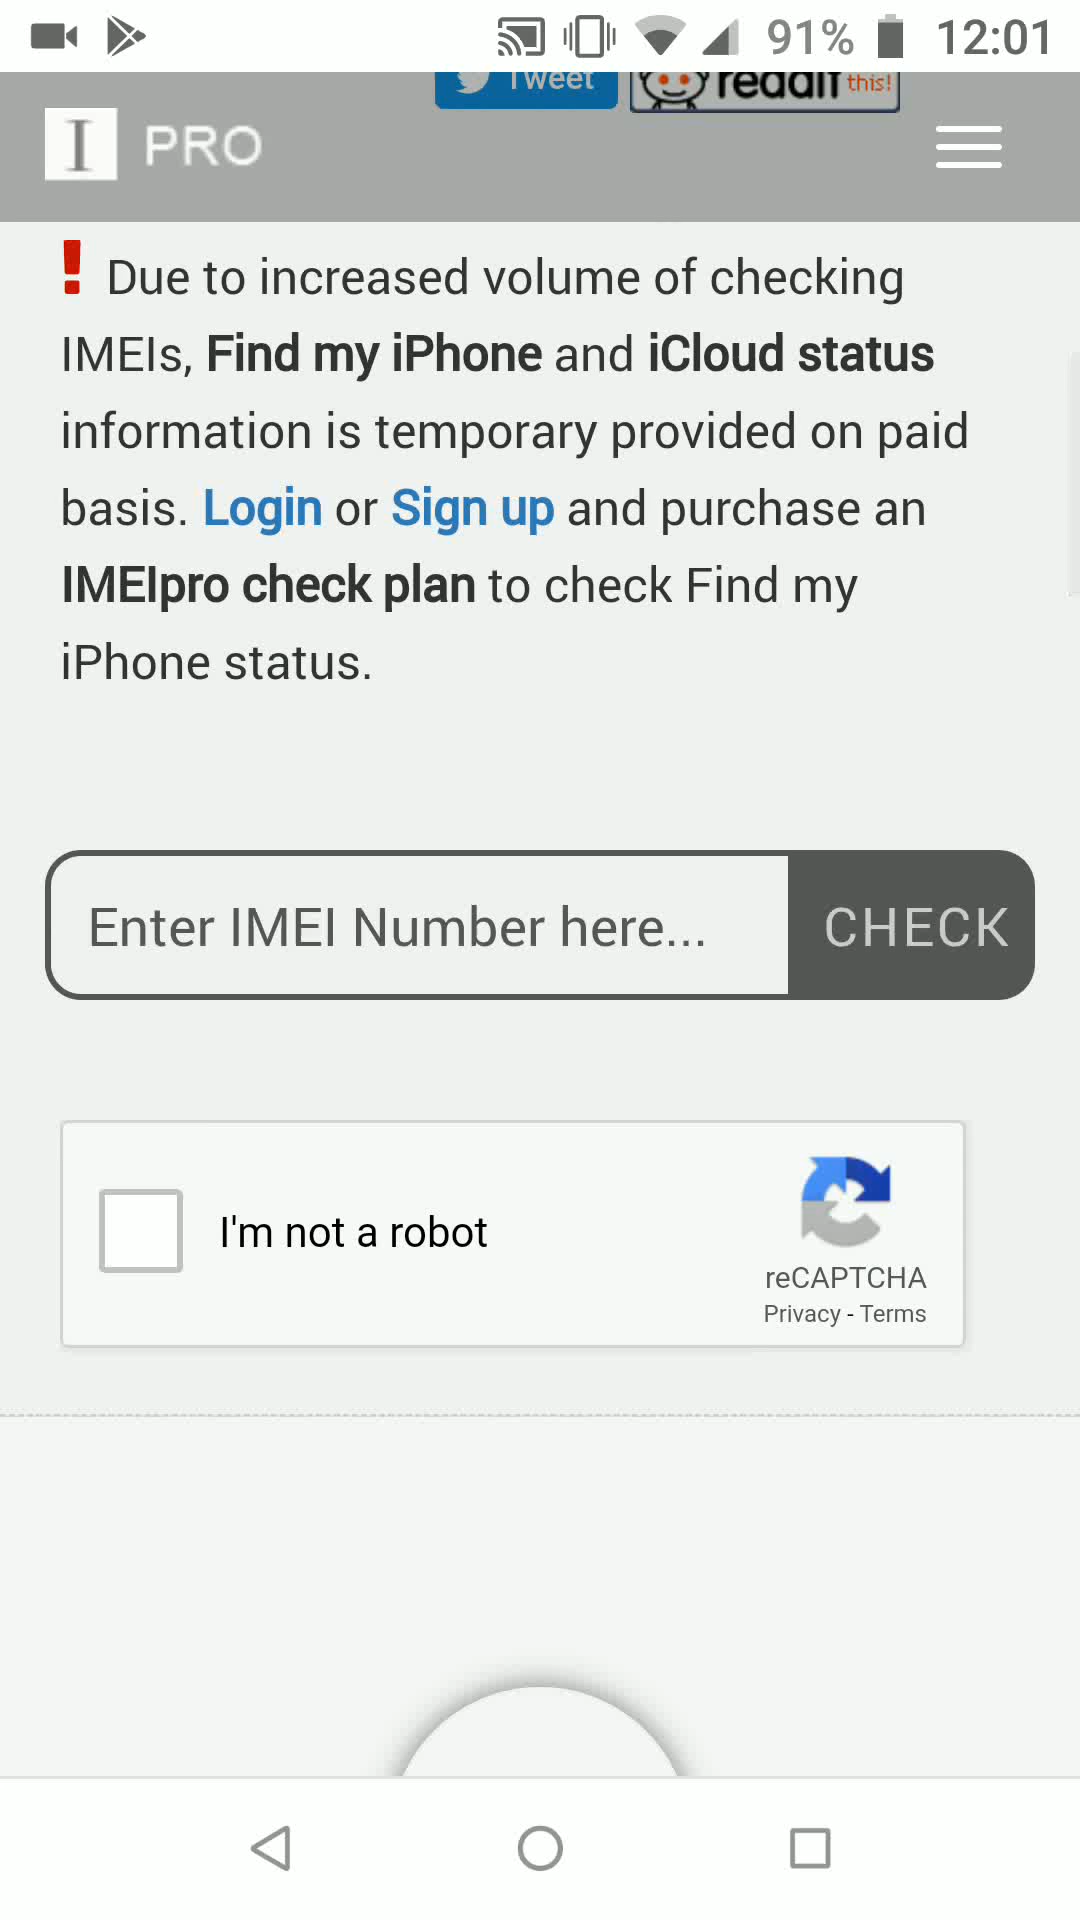 91% 12:01
Tweet reddit this!
I PRO
! Due to increased volume of checking
IMEIs, Find my iPhone and iCloud status
information is temporary provided on paid
basis. Login or Sign up and purchase an
IMEIpro check plan to check Find my
iPhone status.
Enter IMEI Number here... CHECK
I'm not a robot
reCAPTCHA
Privacy - Terms